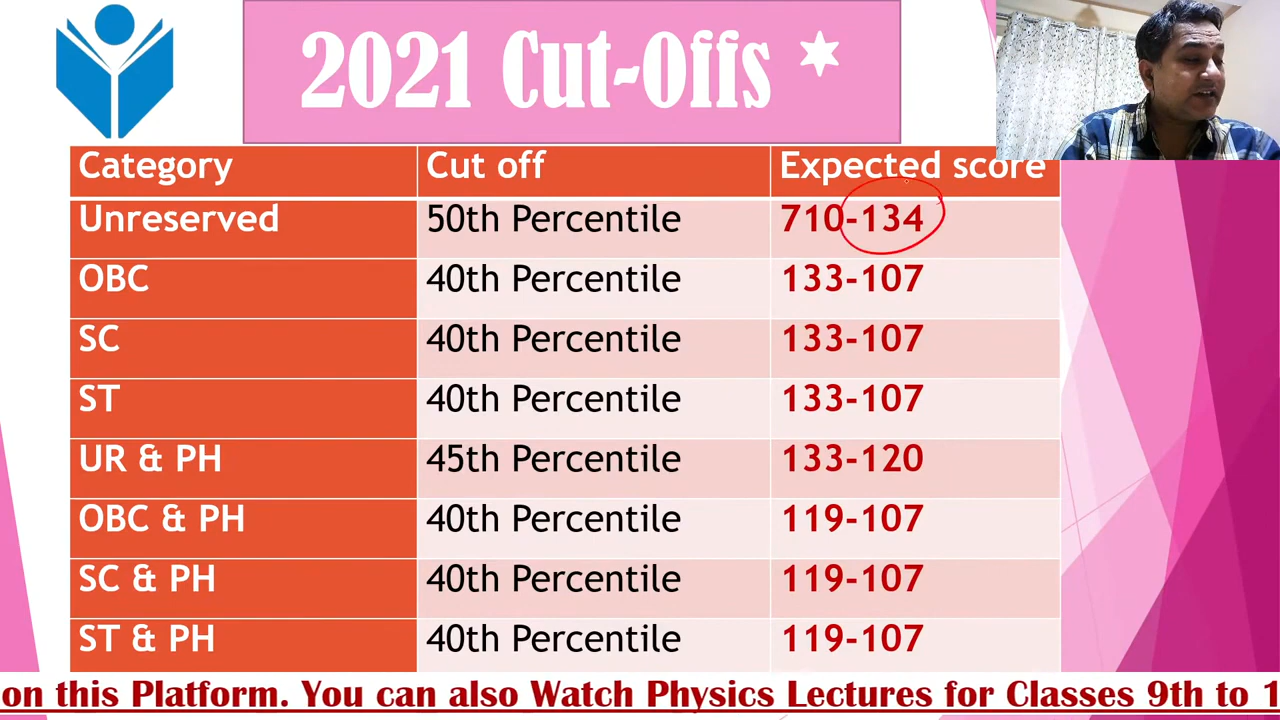 2021 Cut-Offs *
Category Cut off Expected score
Unreserved 50th Percentile 710-134
OBC 40th Percentile 133-107
SC 40th Percentile 133-107
ST 40th Percentile 133-107
UR & PH 45th Percentile 133-120
OBC & PH 40th Percentile 119-107
SC & PH 40th Percentile 119-107
ST & PH 40th Percentile 119-107
on this Platform. You can also Watch Physics Lectures for Classes 9th to 1